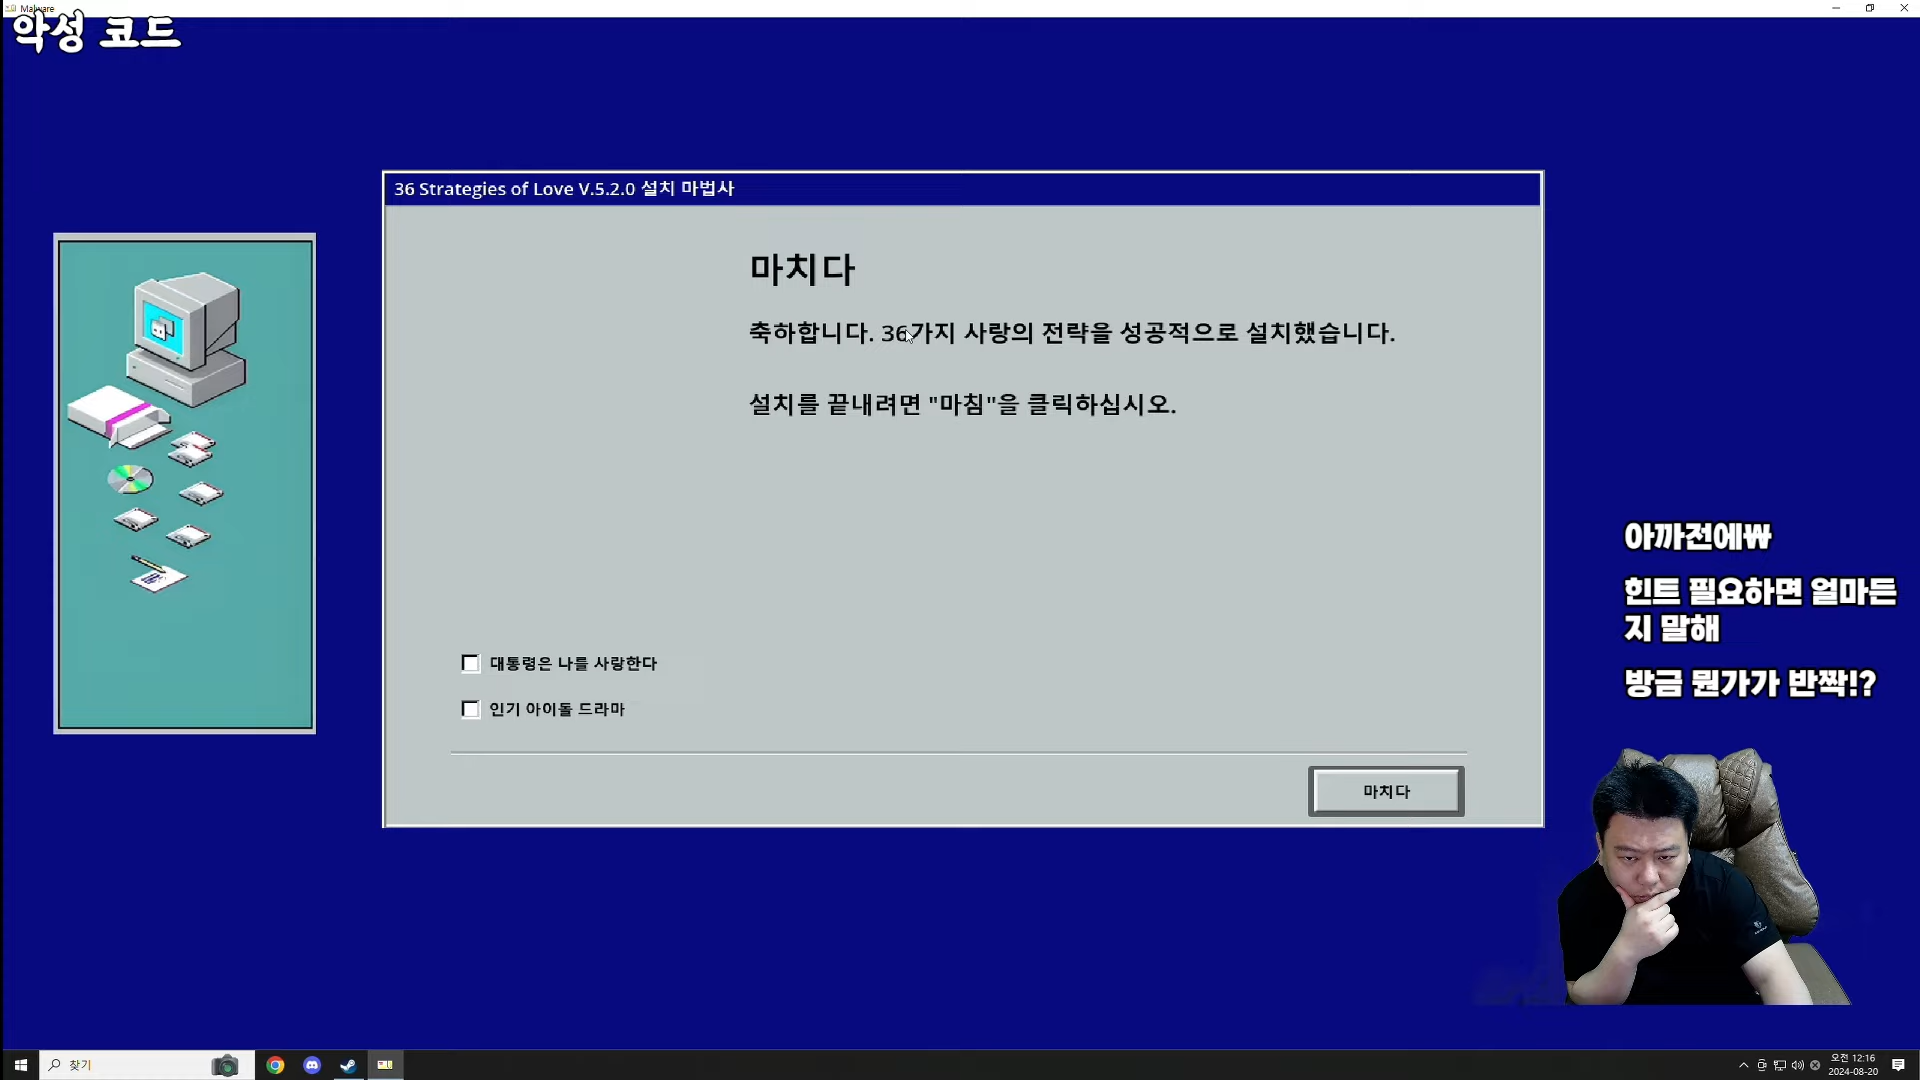 Malware
악성 코드
36 Strategies of Love V.5.2.0 설치 마법사
마치다
축하합니다. 36가지 사랑의 전략을 성공적으로 설치했습니다.
설치를 끝내려면 "마침"을 클릭하십시오.
대통령은 나를 사랑한다
인기 아이돌 드라마
마치다
아까전에₩
힌트 필요하면 얼마든
지 말해
방금 뭔가가 반짝!?
찾기
오전 12:16
2024-08-20